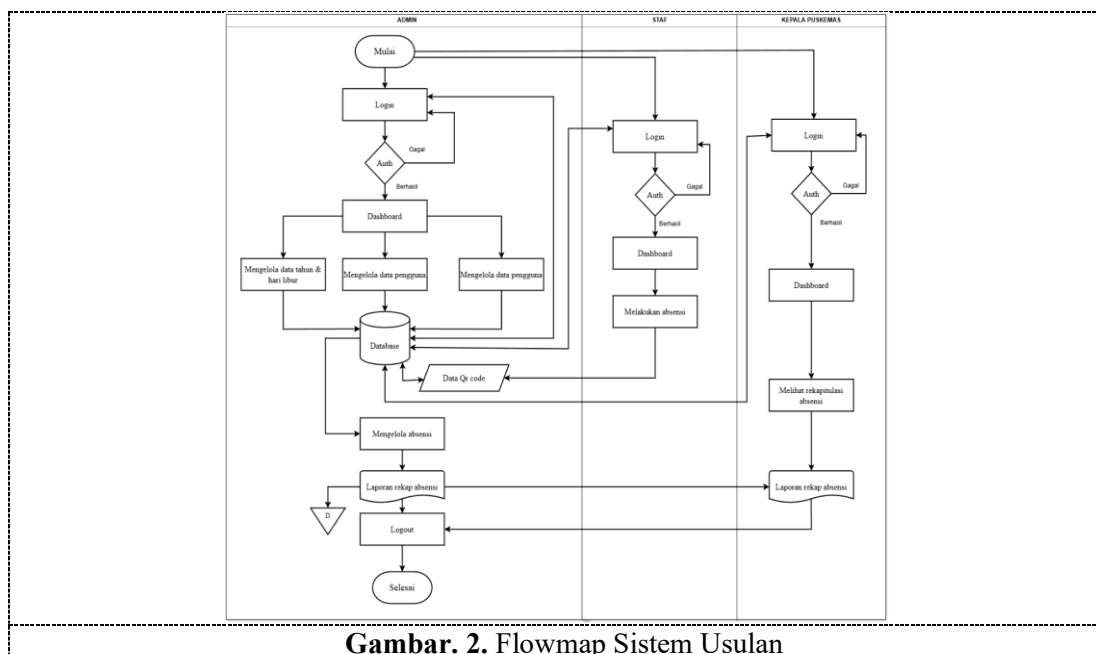 ADMIN
STAF
KEPALA PUSKEMAS
Mulai
Login
Gagal
Auth
Berhasil
Dashboard
Mengelola data tahun &
hari libur
Mengelola data pengguna
Mengelola data pengguna
Database
Data Qr code
Mengelola absensi
Laporan rekap absensi
D
Logout
Selesai
Login
Gagal
Auth
Berhasil
Dashboard
Melakukan absensi
Login
Gagal
Auth
Berhasil
Dashboard
Melihat rekapitulasi
absensi
Laporan rekap absensi
Gambar. 2. Flowmap Sistem Usulan